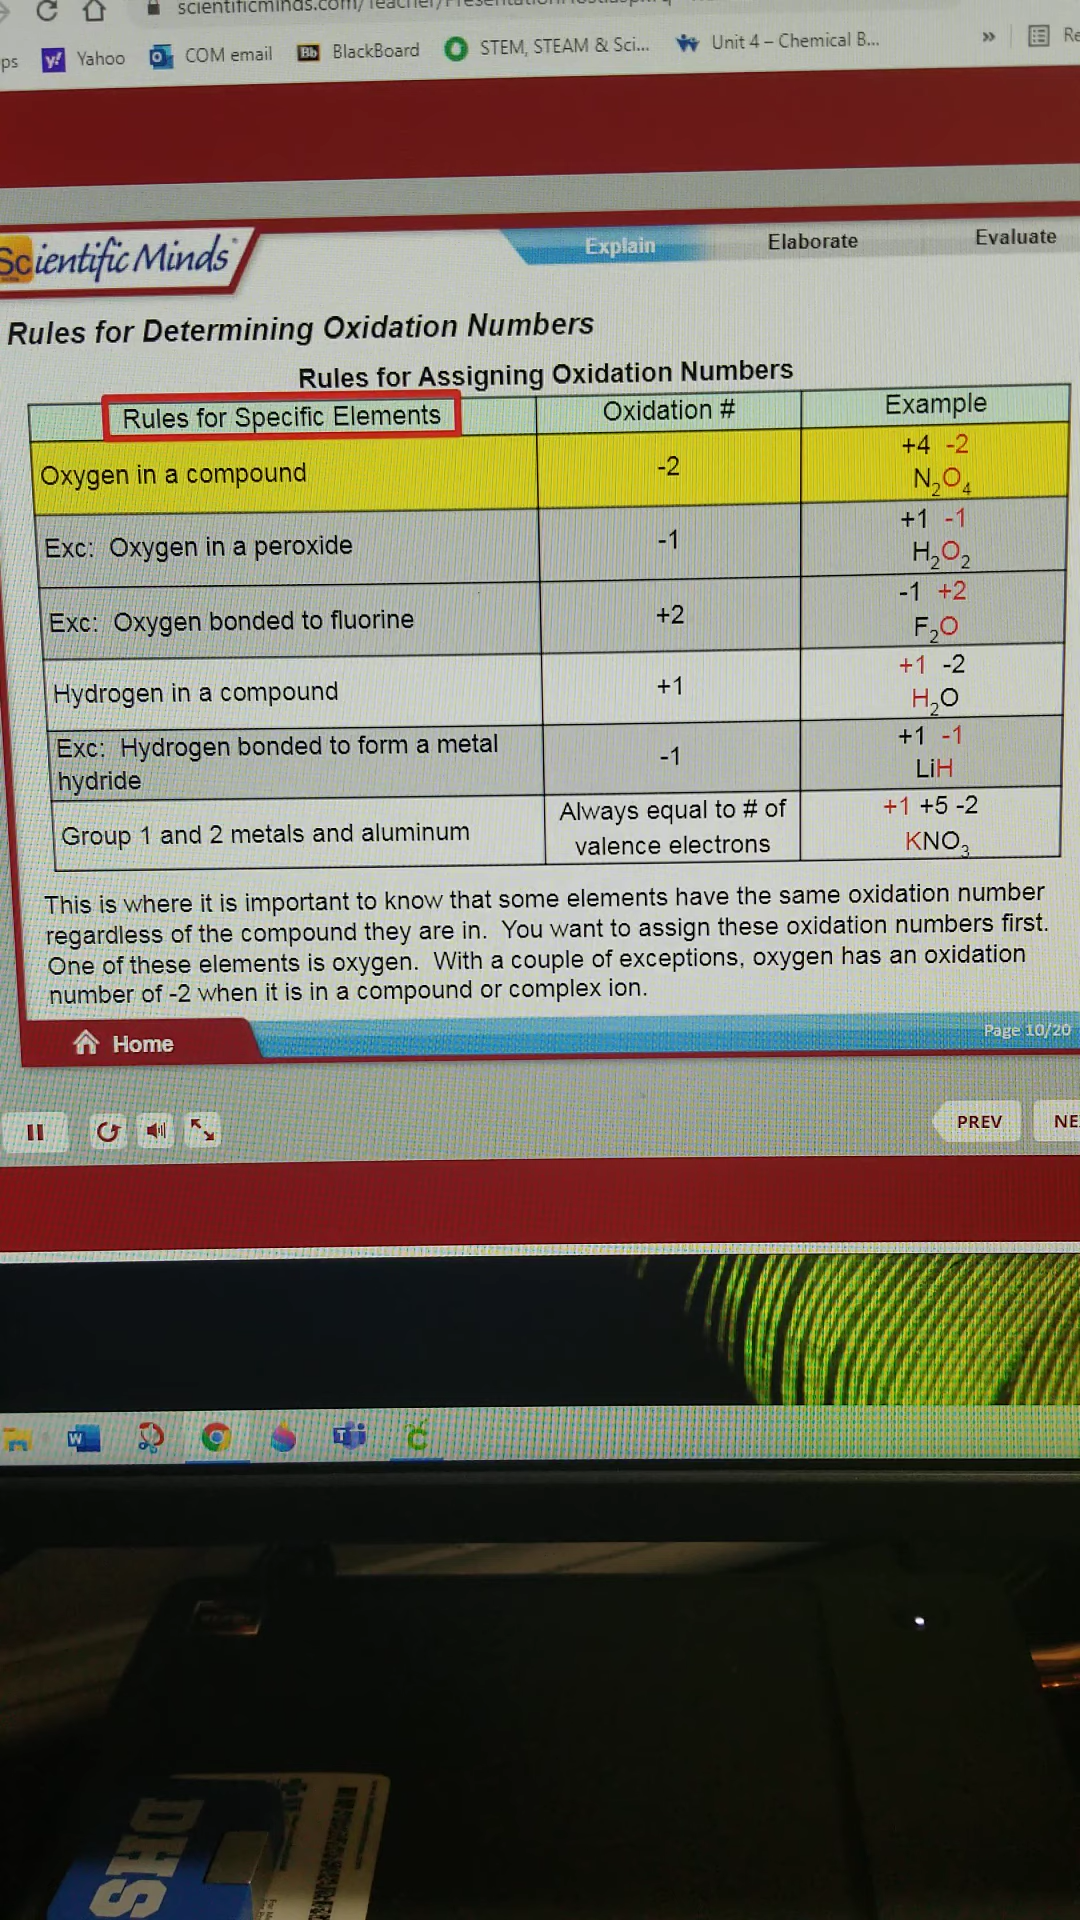 scientificminds.com/Teacher/
ps Yahoo COM email Bb BlackBoard STEM, STEAM & Sci... Unit 4 – Chemical B... » Re
Scientific Minds
Explain Elaborate Evaluate
Rules for Determining Oxidation Numbers
Rules for Assigning Oxidation Numbers
Rules for Specific Elements Oxidation # Example
Oxygen in a compound -2 +4 -2 N₂O₄
Exc: Oxygen in a peroxide -1 +1 -1 H₂O₂
Exc: Oxygen bonded to fluorine +2 -1 +2 F₂O
Hydrogen in a compound +1 +1 -2 H₂O
Exc: Hydrogen bonded to form a metal
hydride -1 +1 -1 LiH
Group 1 and 2 metals and aluminum Always equal to # of
valence electrons +1 +5 -2 KNO₃
This is where it is important to know that some elements have the same oxidation number
regardless of the compound they are in. You want to assign these oxidation numbers first.
One of these elements is oxygen. With a couple of exceptions, oxygen has an oxidation
number of -2 when it is in a compound or complex ion.
Home Page 10/20
PREV NE
SHO